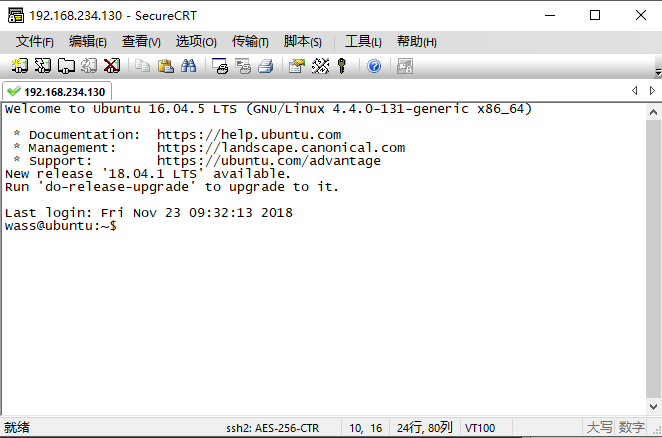 192.168.234.130 - SecureCRT
文件(F) 编辑(E) 查看(V) 选项(O) 传输(T) 脚本(S) 工具(L) 帮助(H)
192.168.234.130
Welcome to Ubuntu 16.04.5 LTS (GNU/Linux 4.4.0-131-generic x86_64)
* Documentation:  https://help.ubuntu.com
* Management:     https://landscape.canonical.com
* Support:        https://ubuntu.com/advantage
New release '18.04.1 LTS' available.
Run 'do-release-upgrade' to upgrade to it.
Last login: Fri Nov 23 09:32:13 2018
wass@ubuntu:~$
就绪 ssh2: AES-256-CTR 10, 16 24行, 80列 VT100 大写 数字